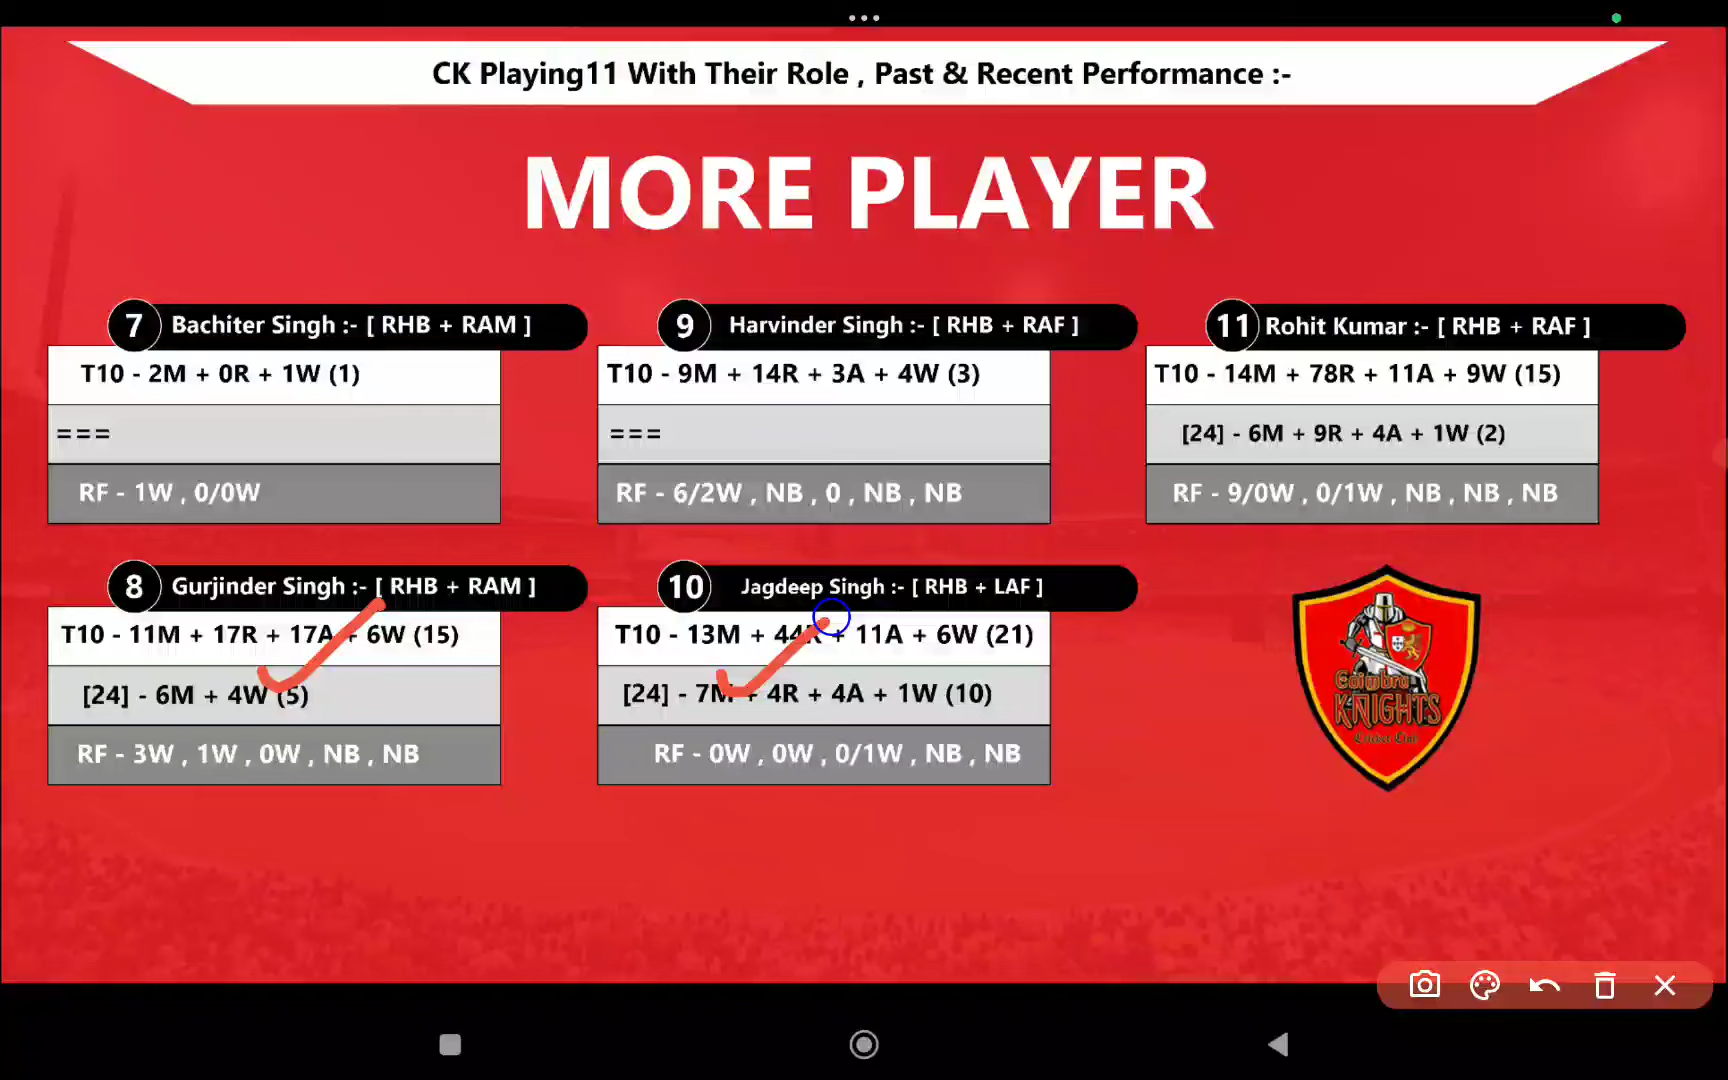 CK Playing11 With Their Role , Past & Recent Performance :-
MORE PLAYER
7 Bachiter Singh :- [ RHB + RAM ]
T10 - 2M + 0R + 1W (1)
===
RF - 1W , 0/0W
9 Harvinder Singh :- [ RHB + RAF ]
T10 - 9M + 14R + 3A + 4W (3)
===
RF - 6/2W , NB , 0 , NB , NB
11 Rohit Kumar :- [ RHB + RAF ]
T10 - 14M + 78R + 11A + 9W (15)
[24] - 6M + 9R + 4A + 1W (2)
RF - 9/0W , 0/1W , NB , NB , NB
8 Gurjinder Singh :- [ RHB + RAM ]
T10 - 11M + 17R + 17A + 6W (15)
[24] - 6M + 4W (5)
RF - 3W , 1W , 0W , NB , NB
10 Jagdeep Singh :- [ RHB + LAF ]
T10 - 13M + 44R + 11A + 6W (21)
[24] - 7M + 4R + 4A + 1W (10)
RF - 0W , 0W , 0/1W , NB , NB
Coimbra
KNIGHTS
Cricket Club